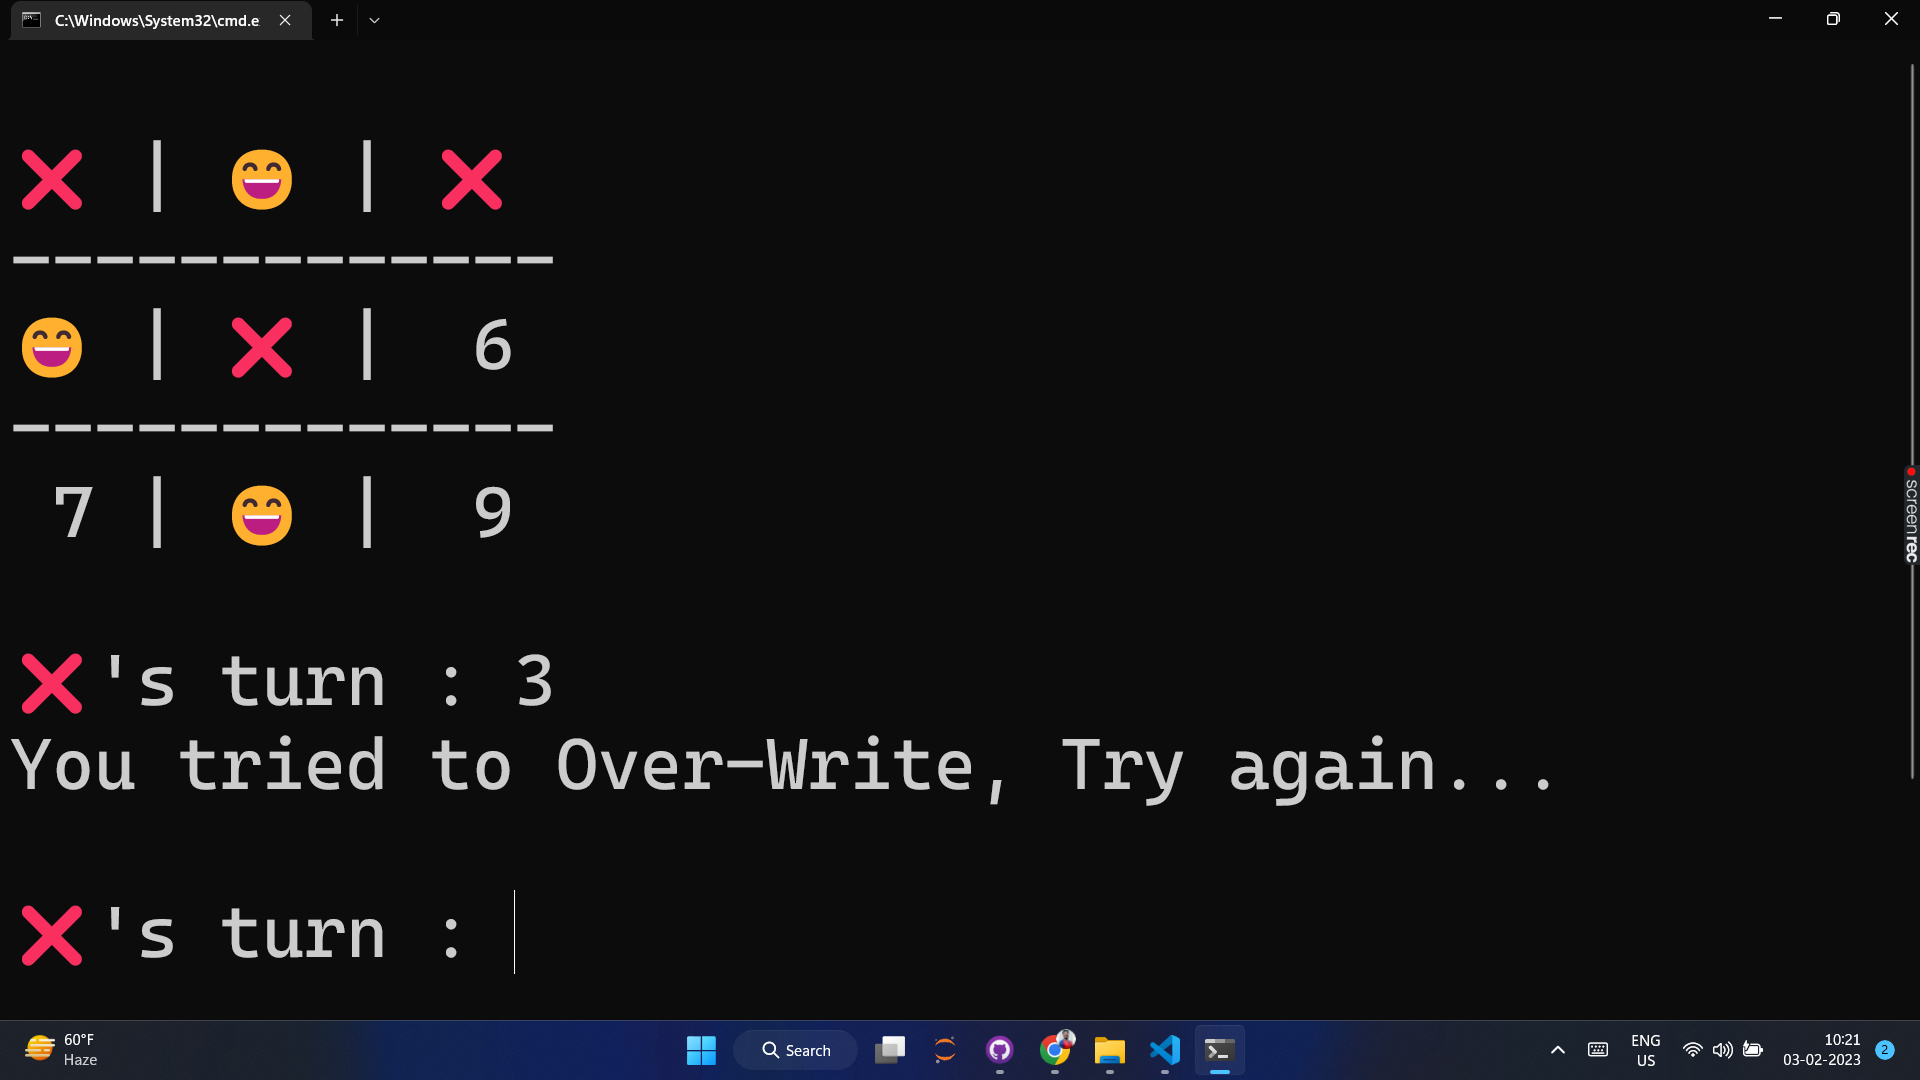 C:\Windows\System32\cmd.e
❌ | 😄 | ❌
-------------
😄 | ❌ | 6
-------------
7 | 😄 | 9
❌'s turn : 3
You tried to Over-Write, Try again...
❌'s turn :
screenrec
60°F
Haze
Search
ENG
US
10:21
03-02-2023
2